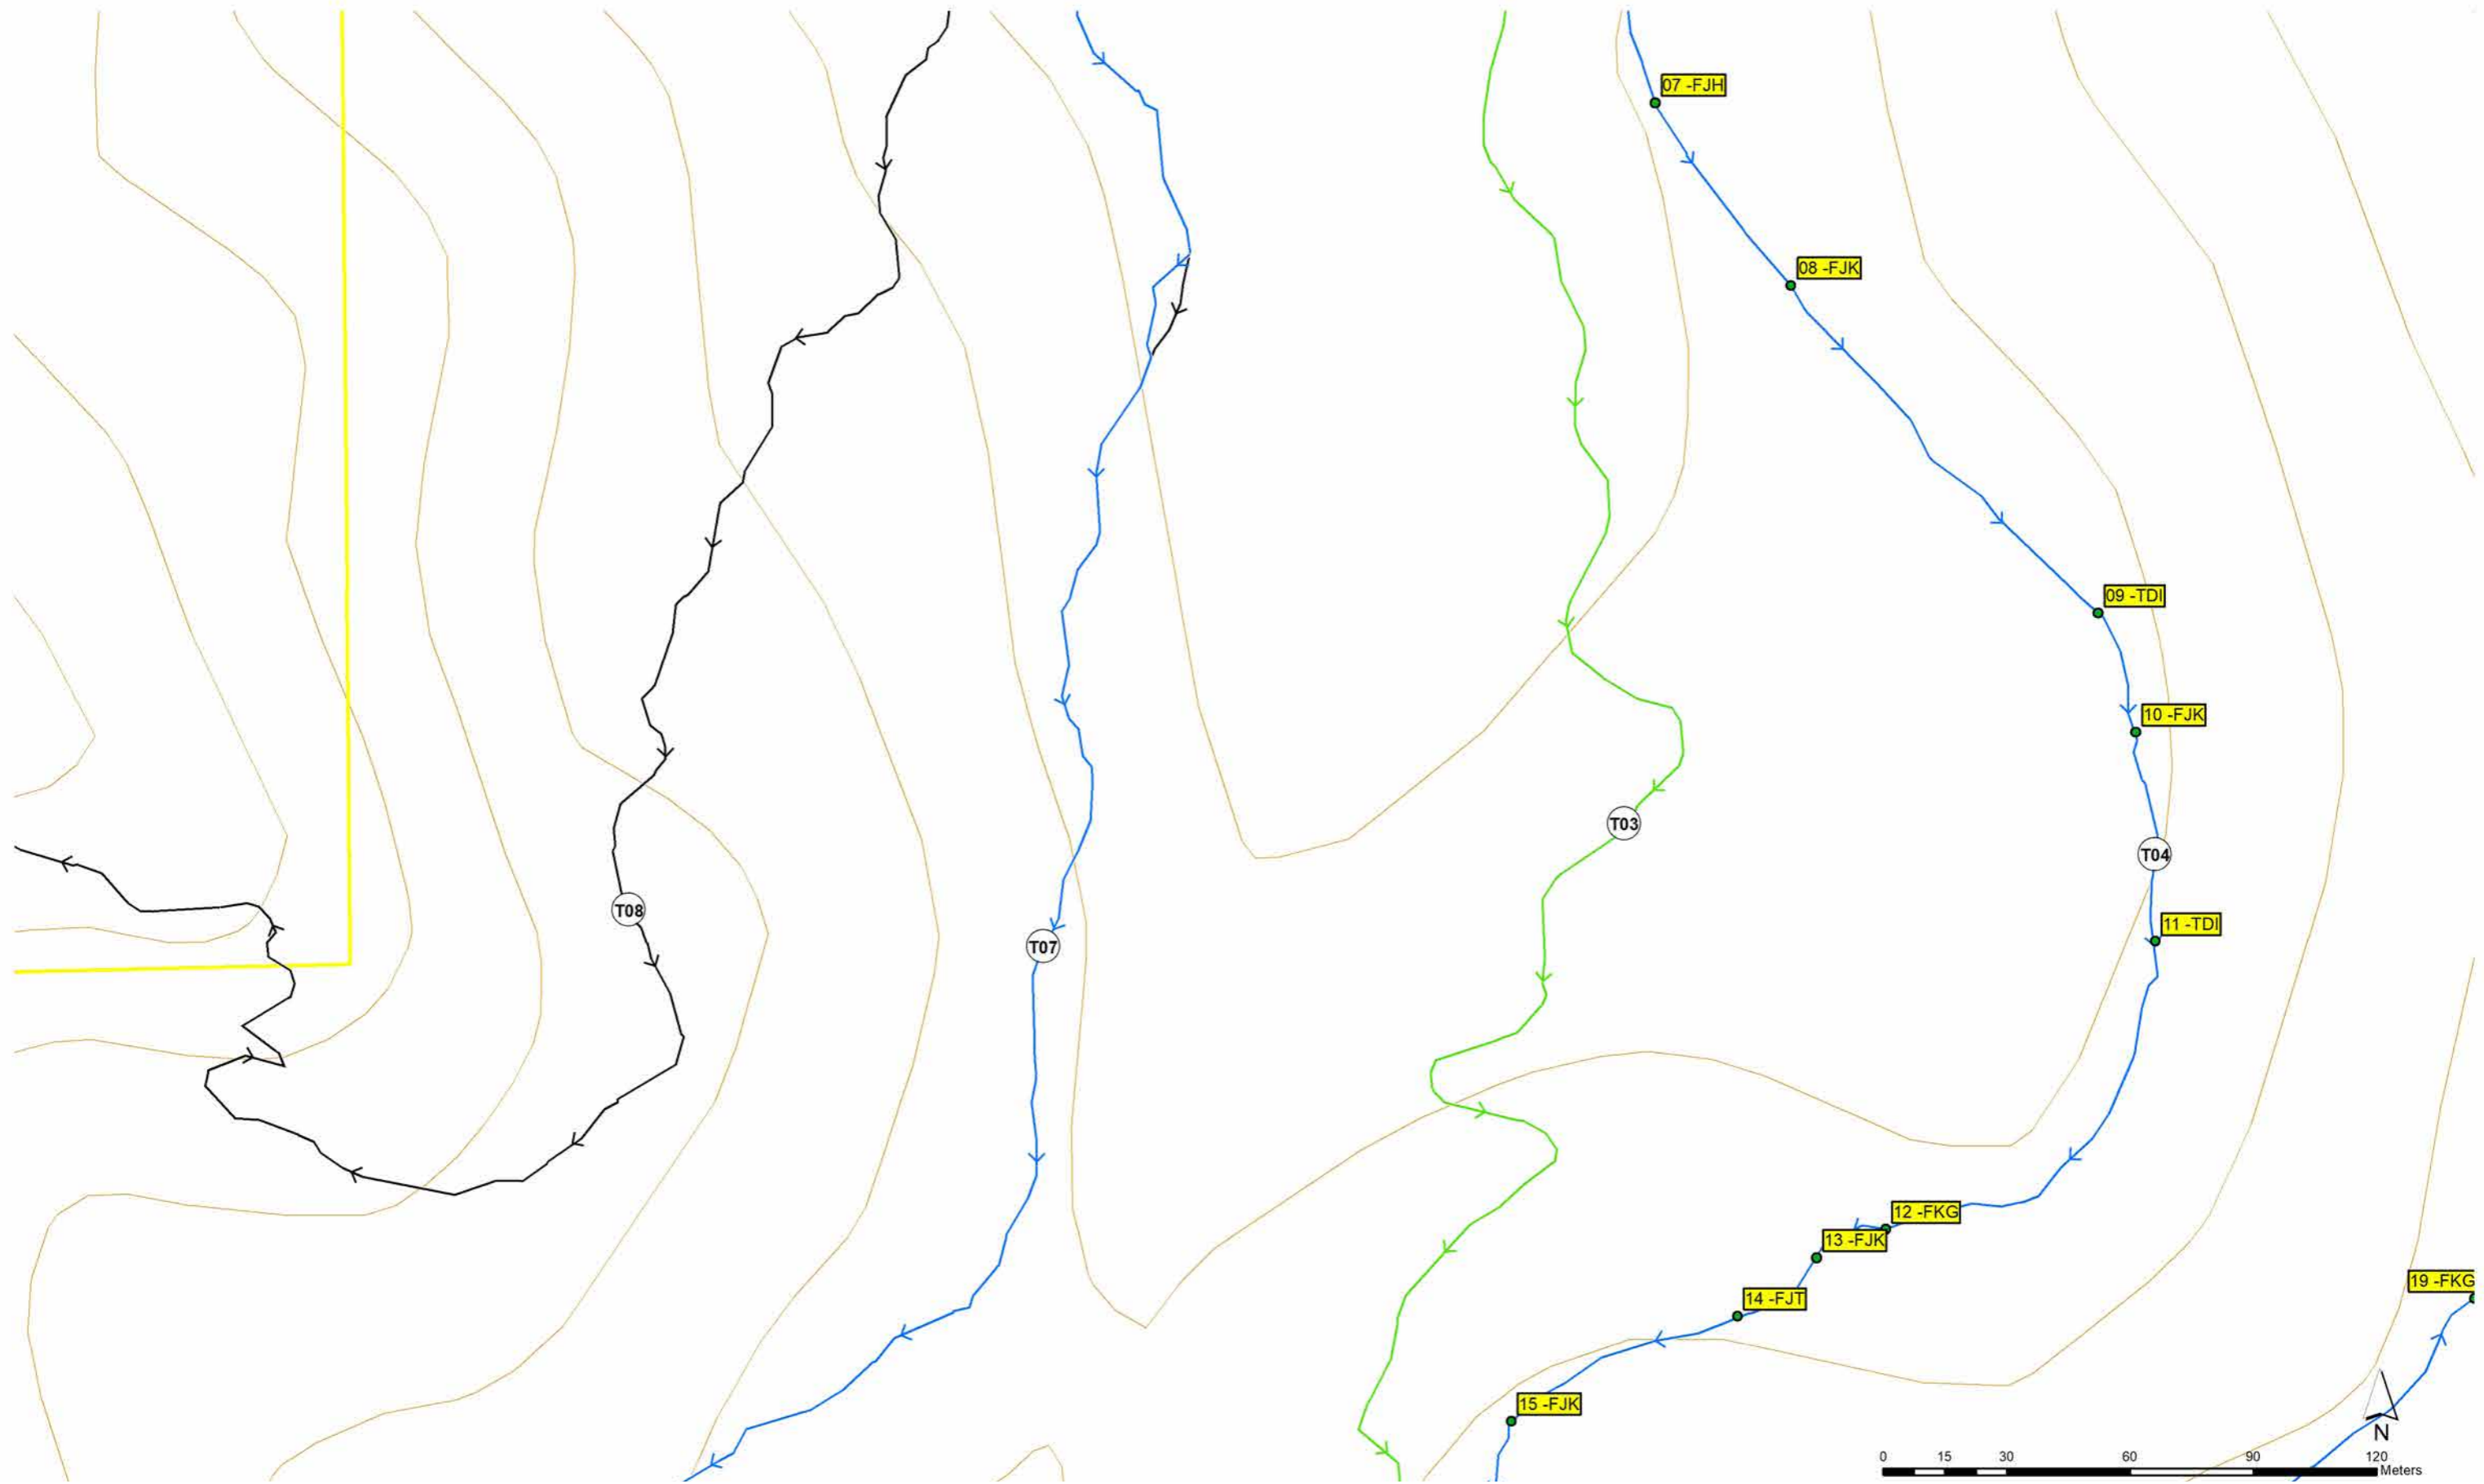 07 -FJH
08 -FJK
09 -TDI
10 -FJK
T03
T04
T08
11 -TDI
T07
12 -FKG
13 -FJK
19 -FKG
14 -FJT
15 -FJK
N
0 15 30 60 90 120
Meters